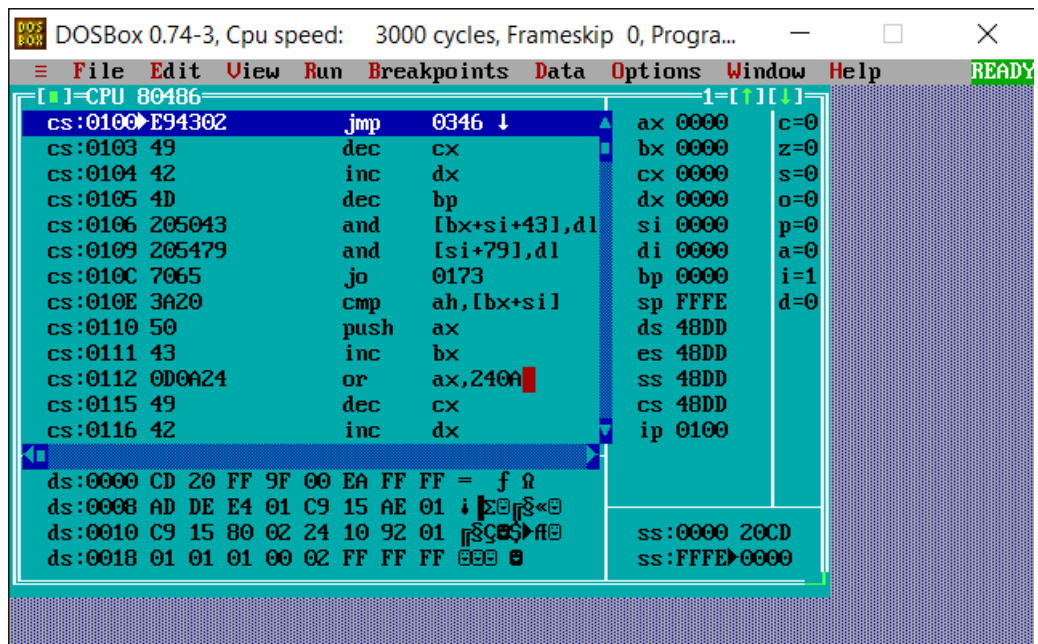 DOSBox 0.74-3, Cpu speed: 3000 cycles, Frameskip 0, Progra...
≡ File Edit View Run Breakpoints Data Options Window Help READY
[■]=CPU 80486 1=[↑][↓]
cs:0100►E94302 jmp 0346 ↓ ax 0000 c=0
cs:0103 49 dec cx bx 0000 z=0
cs:0104 42 inc dx cx 0000 s=0
cs:0105 4D dec bp dx 0000 o=0
cs:0106 205043 and [bx+si+43],dl si 0000 p=0
cs:0109 205479 and [si+79],dl di 0000 a=0
cs:010C 7065 jo 0173 bp 0000 i=1
cs:010E 3A20 cmp ah,[bx+si] sp FFFE d=0
cs:0110 50 push ax ds 48DD
cs:0111 43 inc bx es 48DD
cs:0112 0D0A24 or ax,240A ss 48DD
cs:0115 49 dec cx cs 48DD
cs:0116 42 inc dx ip 0100
ds:0000 CD 20 FF 9F 00 EA FF FF = ƒ Ω
ds:0008 AD DE E4 01 C9 15 AE 01 ¡▐Σ☺╔§«☺
ds:0010 C9 15 80 02 24 10 92 01 ╔§Ç☻$►Æ☺ ss:0000 20CD
ds:0018 01 01 01 00 02 FF FF FF ☺☺☺ ☻ ss:FFFE►0000